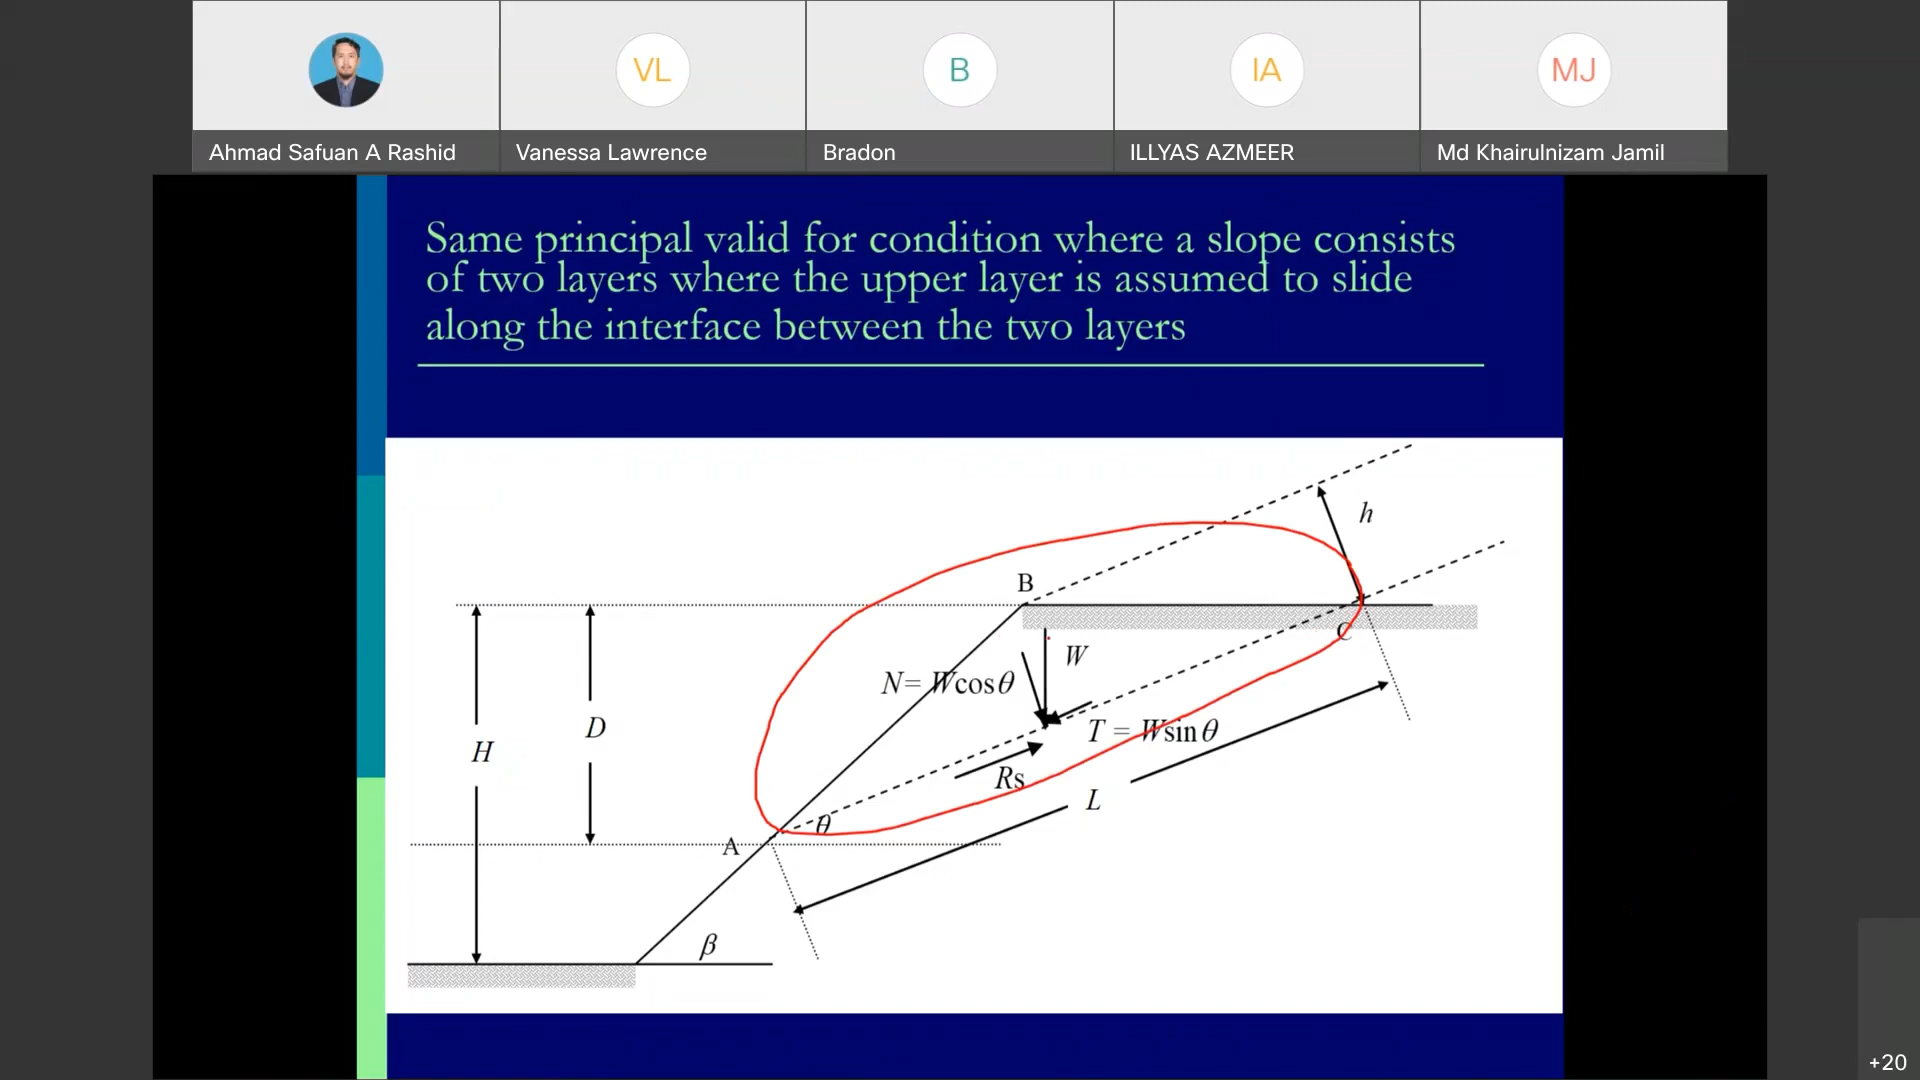 VL
B
IA
MJ
Ahmad Safuan A Rashid
Vanessa Lawrence
Bradon
ILLYAS AZMEER
Md Khairulnizam Jamil
Same principal valid for condition where a slope consists
of two layers where the upper layer is assumed to slide
along the interface between the two layers
h
B
C
W
N= Wcosθ
D
T = Wsin θ
H
Rs
L
θ
A
β
+20